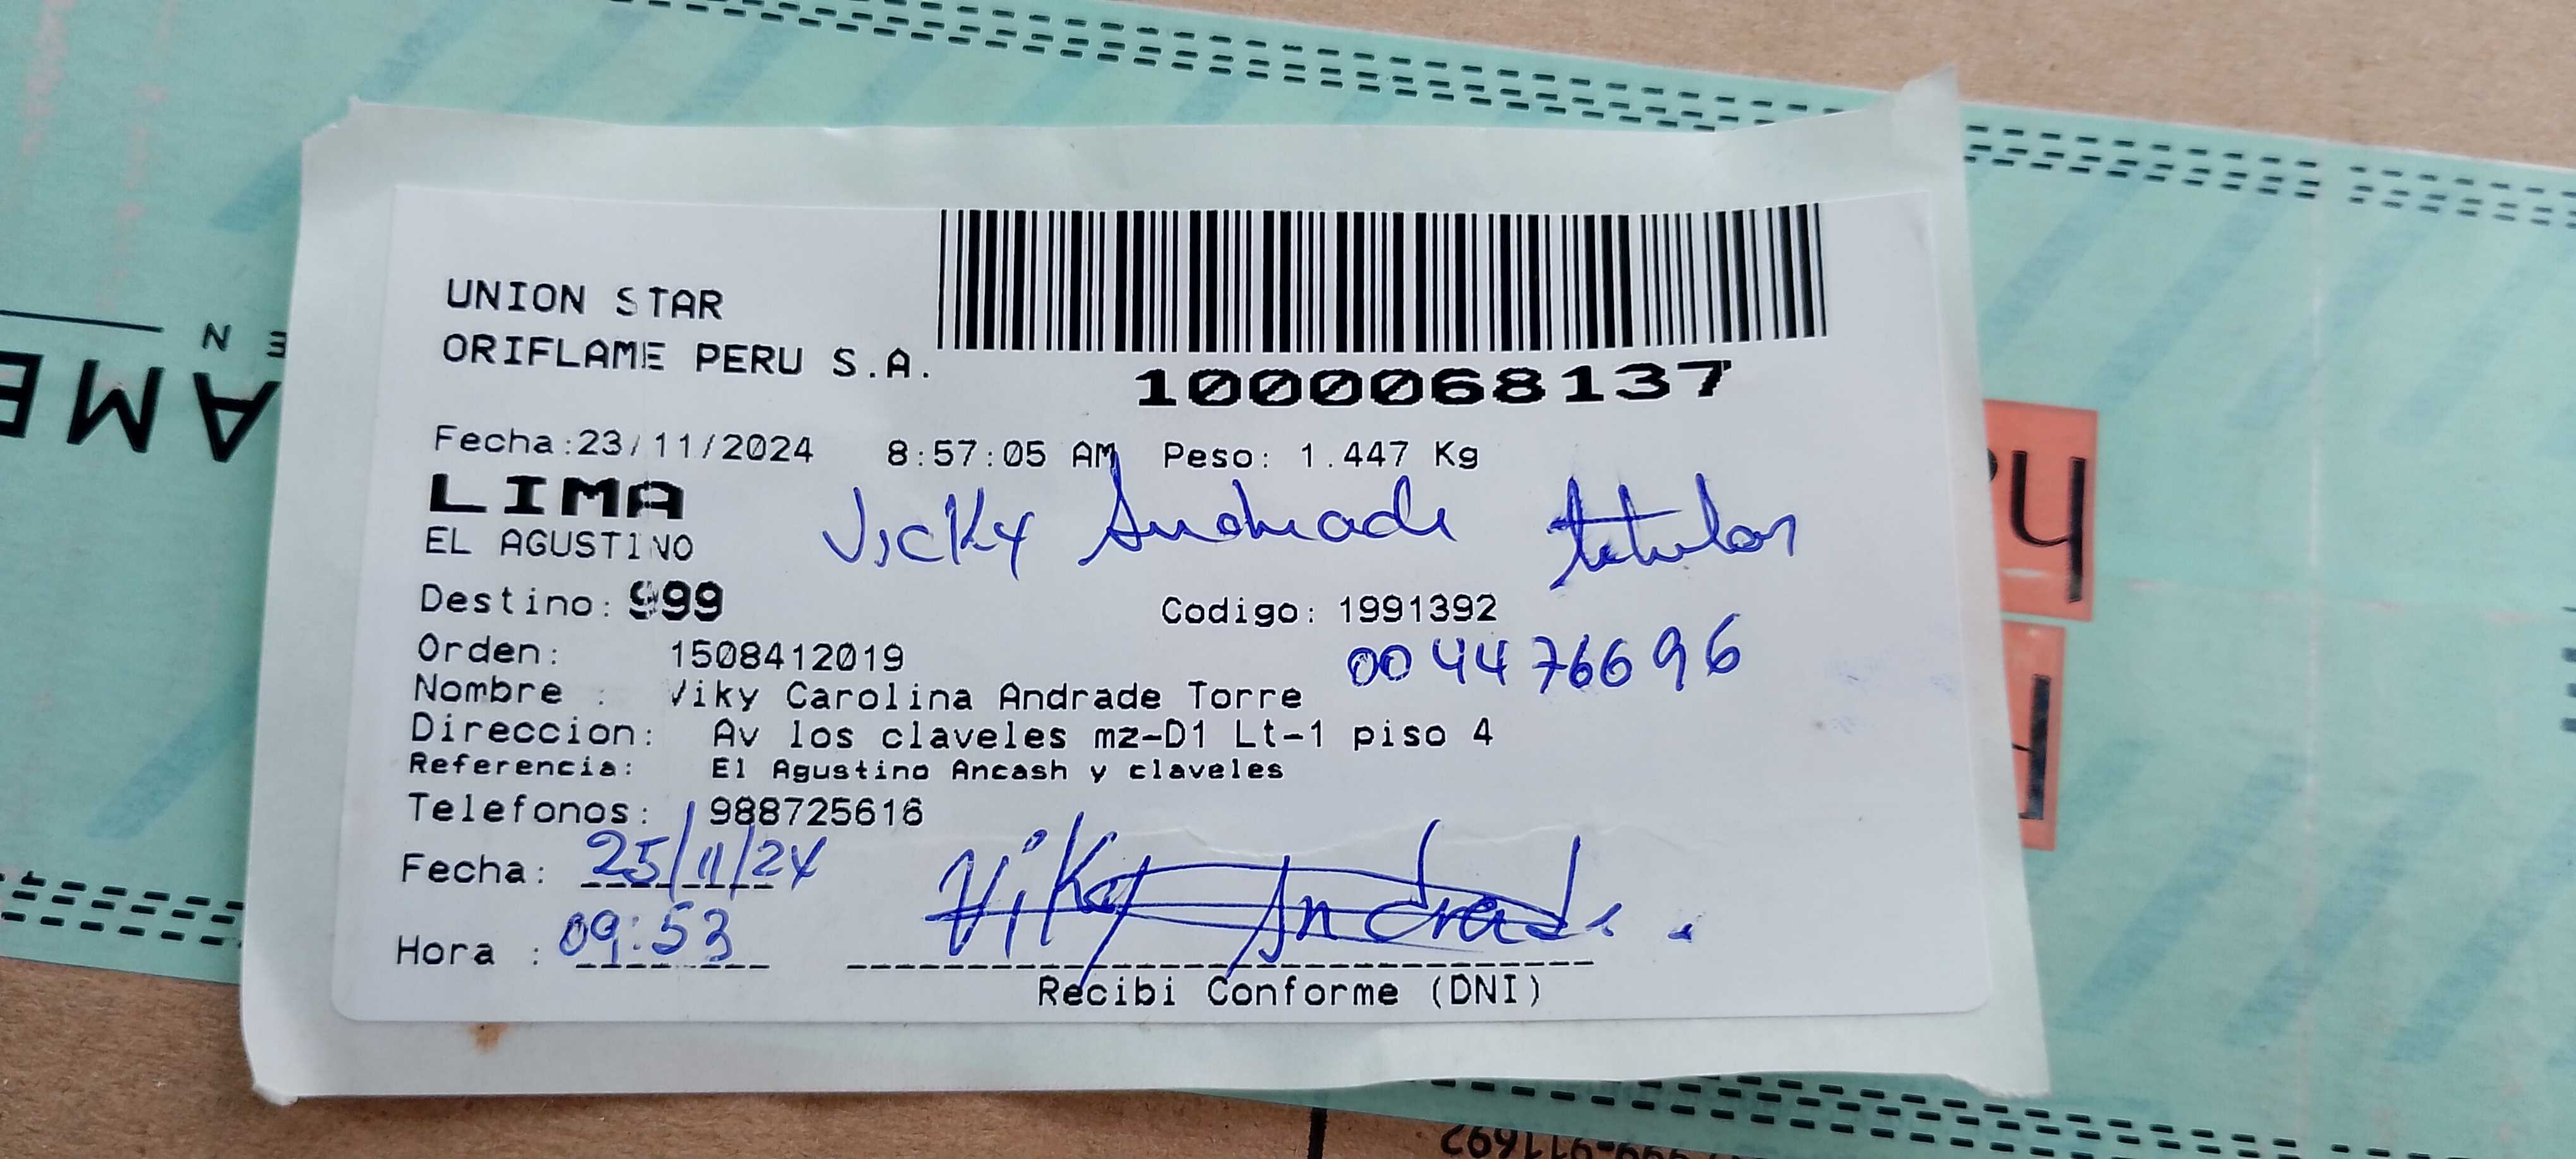 UNION STAR
ORIFLAME PERU S.A.
1000068137
Fecha:23/11/2024 8:57:05 AM Peso: 1.447 Kg
LIMA
EL AGUSTINO
Vicky Andrade titular
Destino: 999 Codigo: 1991392
Orden: 1508412019
0044476696
Nombre : Viky Carolina Andrade Torre
Direccion: Av los claveles mz-D1 Lt-1 piso 4
Referencia: El Agustino Ancash y claveles
Telefonos: 988725616
Fecha: 25/11/24
Hora : 09:53
Viky Andrade.
Recibi Conforme (DNI)